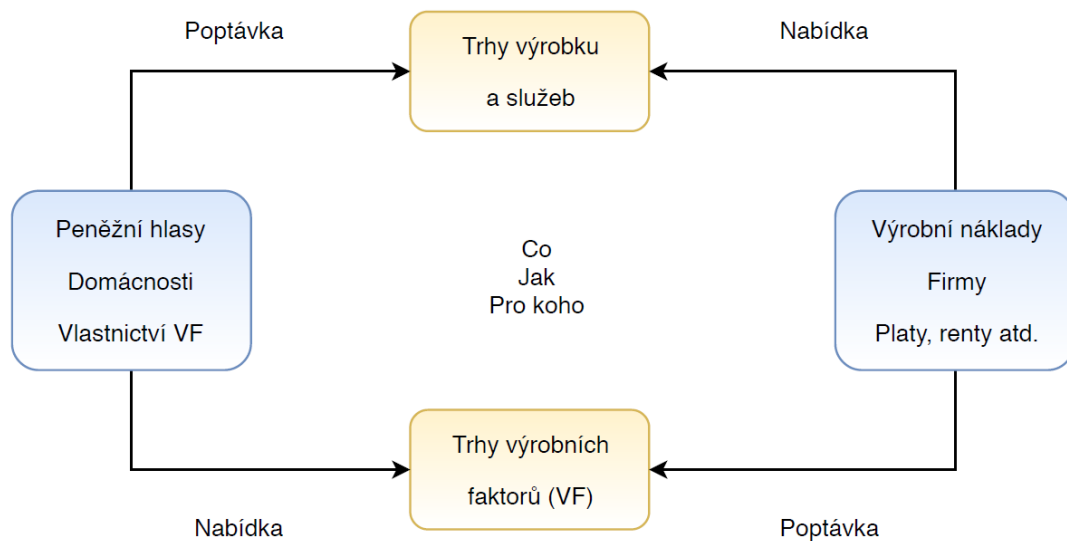 Poptávka
Trhy výrobku
a služeb
Nabídka
Peněžní hlasy
Domácnosti
Vlastnictví VF
Co
Jak
Pro koho
Výrobní náklady
Firmy
Platy, renty atd.
Trhy výrobních
faktorů (VF)
Nabídka
Poptávka